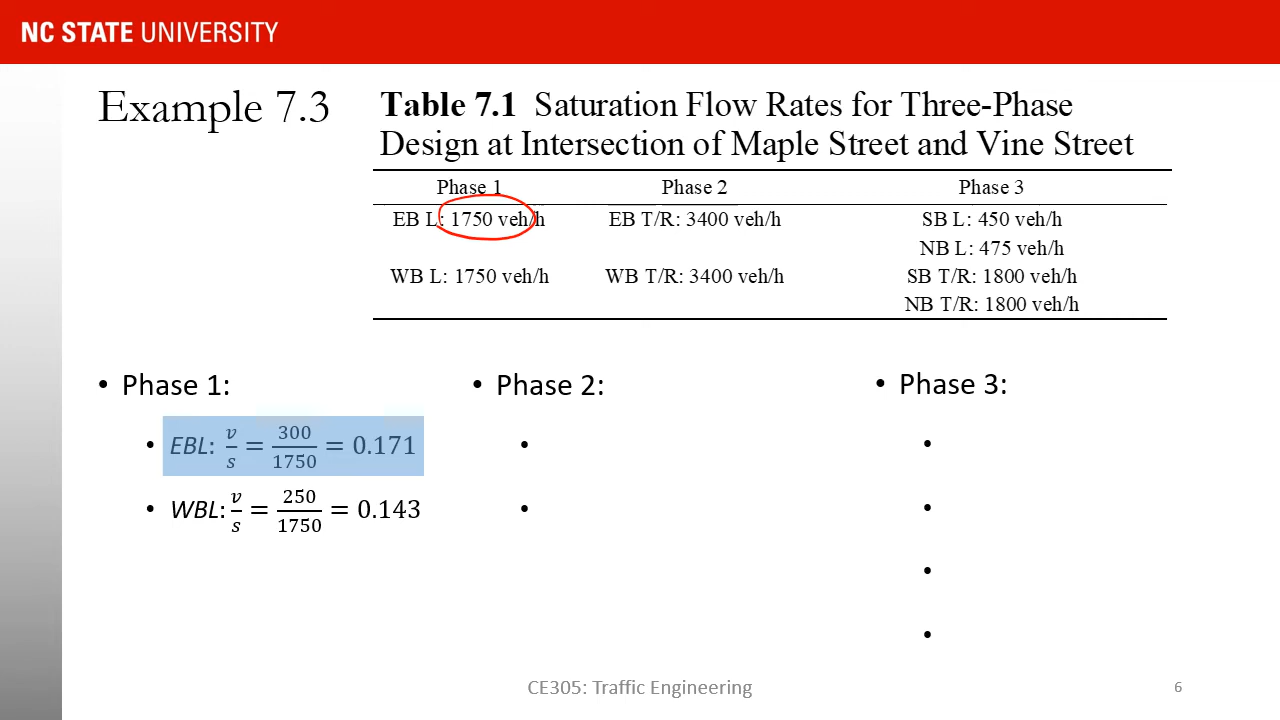 NC STATE UNIVERSITY
Example 7.3
Table 7.1 Saturation Flow Rates for Three-Phase
Design at Intersection of Maple Street and Vine Street
Phase 1 Phase 2 Phase 3
EB L: 1750 veh/h EB T/R: 3400 veh/h SB L: 450 veh/h
NB L: 475 veh/h
WB L: 1750 veh/h WB T/R: 3400 veh/h SB T/R: 1800 veh/h
NB T/R: 1800 veh/h
• Phase 1:
• EBL: v/s = 300/1750 = 0.171
• WBL: v/s = 250/1750 = 0.143
• Phase 2:
•
•
• Phase 3:
•
•
•
•
CE305: Traffic Engineering
6